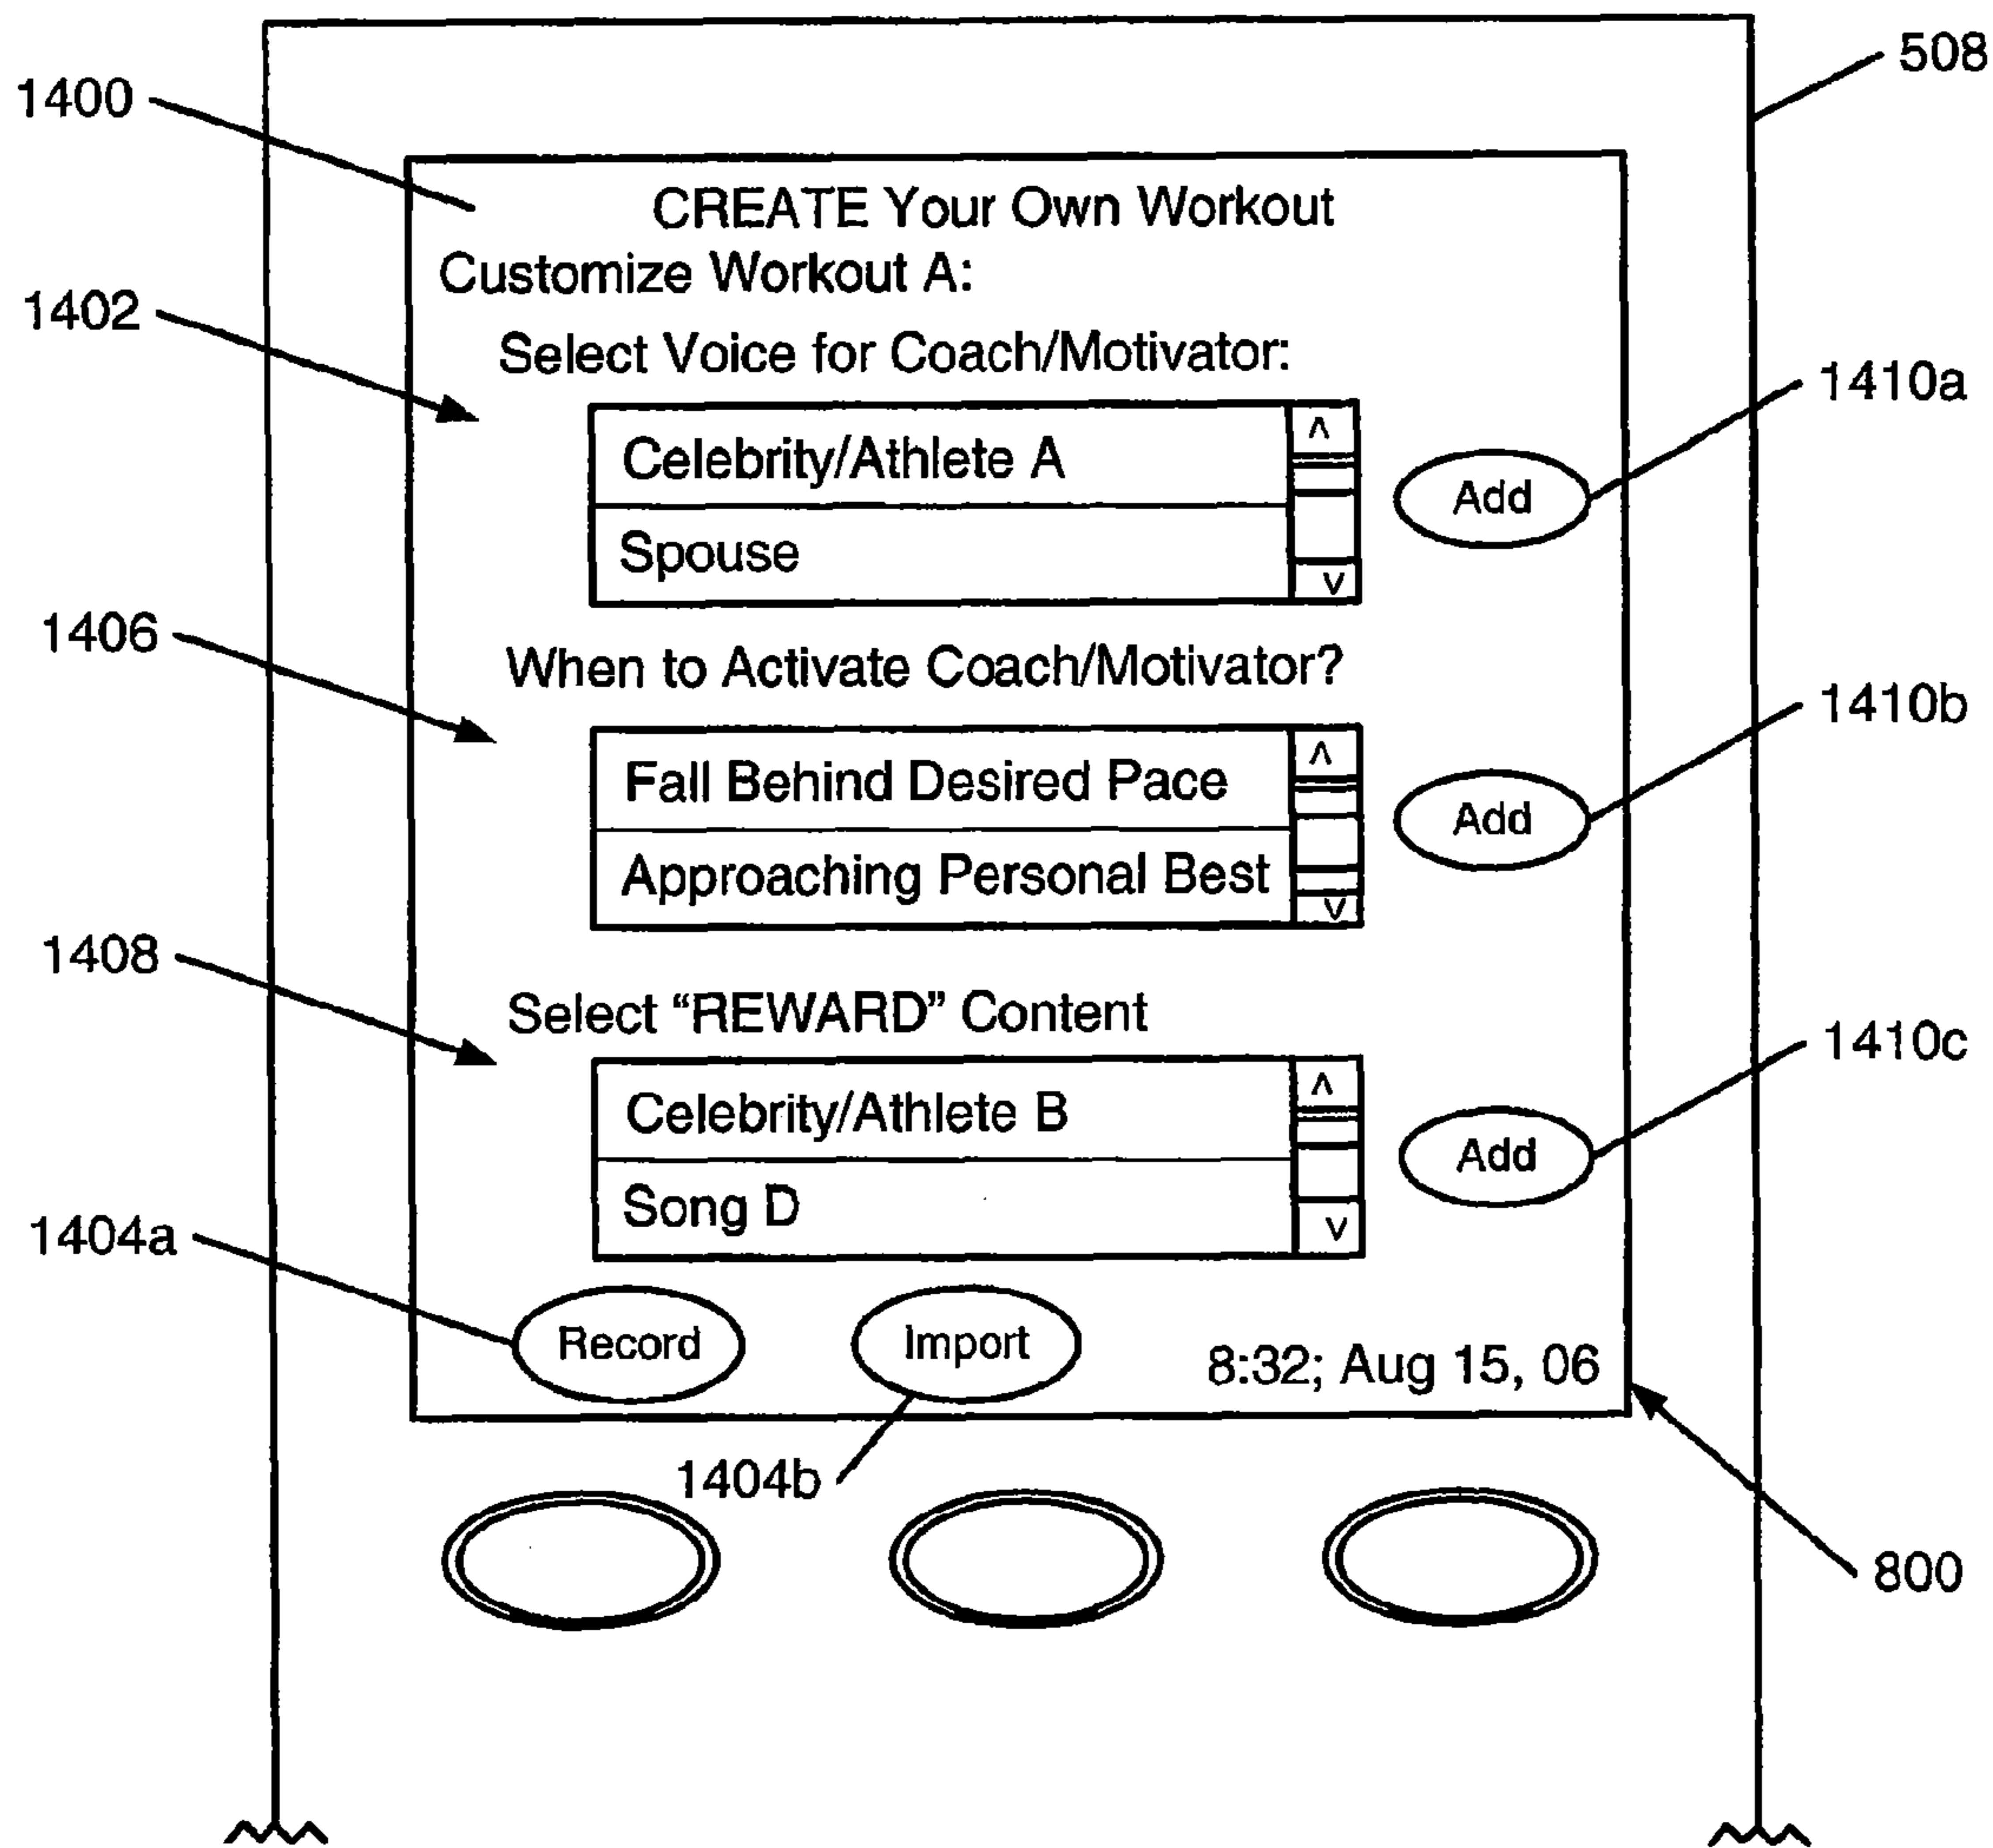 508
1400
CREATE Your Own Workout
Customize Workout A:
1402
Select Voice for Coach/Motivator:
1410a
Celebrity/Athlete A
Add
Spouse
1406
When to Activate Coach/Motivator?
1410b
Fall Behind Desired Pace
Add
Approaching Personal Best
1408
Select “REWARD” Content
1410c
Celebrity/Athlete B
Add
Song D
1404a
Record
Import
8:32; Aug 15, 06
1404b
800